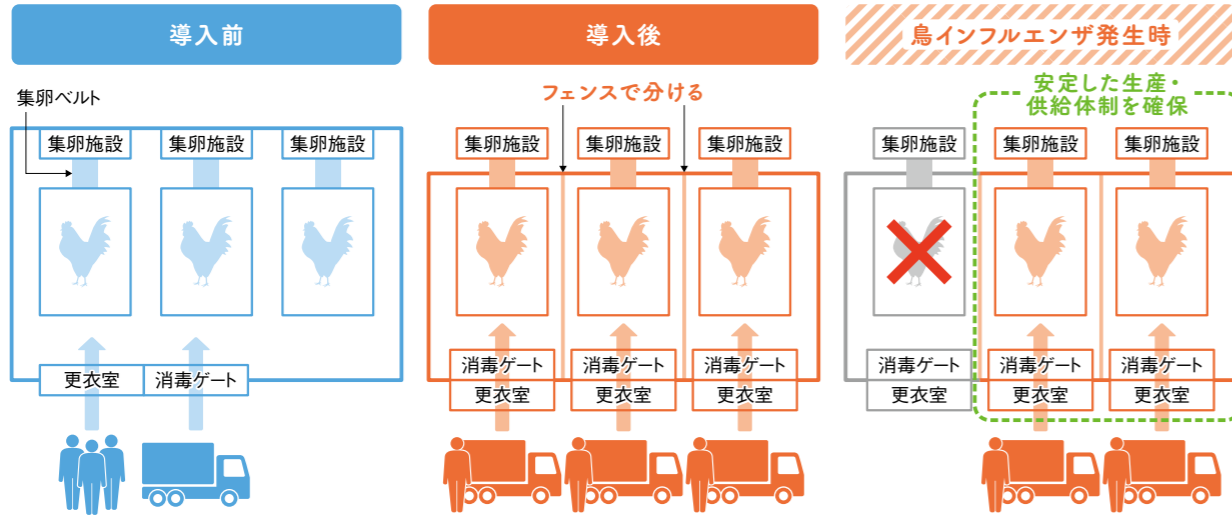 導入前
集卵ベルト
集卵施設
集卵施設
集卵施設
更衣室
消毒ゲート
導入後
フェンスで分ける
集卵施設
集卵施設
集卵施設
消毒ゲート
消毒ゲート
消毒ゲート
更衣室
更衣室
更衣室
鳥インフルエンザ発生時
安定した生産・
供給体制を確保
集卵施設
集卵施設
集卵施設
消毒ゲート
消毒ゲート
消毒ゲート
更衣室
更衣室
更衣室